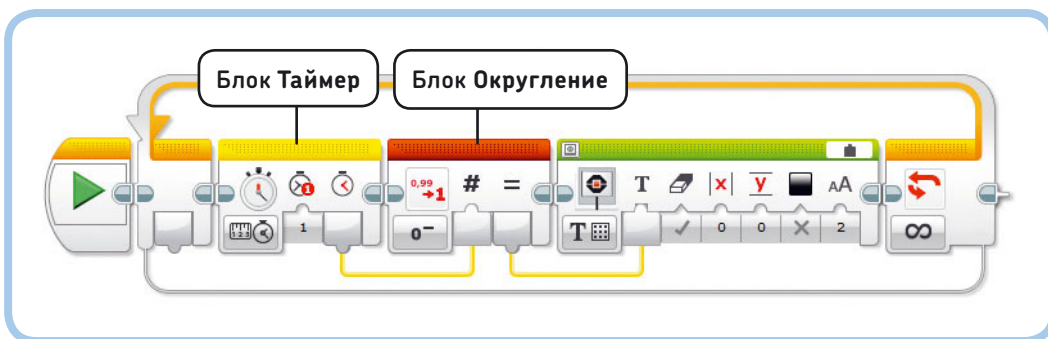 Блок Таймер
Блок Округление
0,99
→1
# =
T
|x|
y
AA
1
0⁻
T
✓ 0 0 X 2
∞